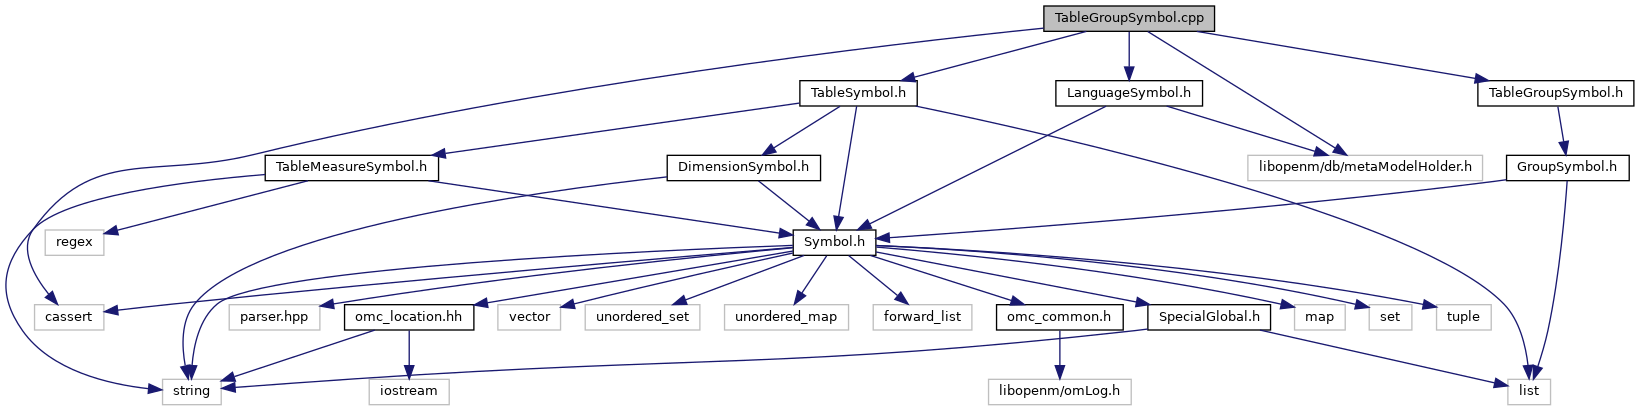 TableGroupSymbol.cpp
TableSymbol.h
LanguageSymbol.h
TableGroupSymbol.h
TableMeasureSymbol.h
DimensionSymbol.h
libopenm/db/metaModelHolder.h
GroupSymbol.h
regex
Symbol.h
cassert
parser.hpp
omc_location.hh
vector
unordered_set
unordered_map
forward_list
omc_common.h
SpecialGlobal.h
map
set
tuple
string
iostream
libopenm/omLog.h
list